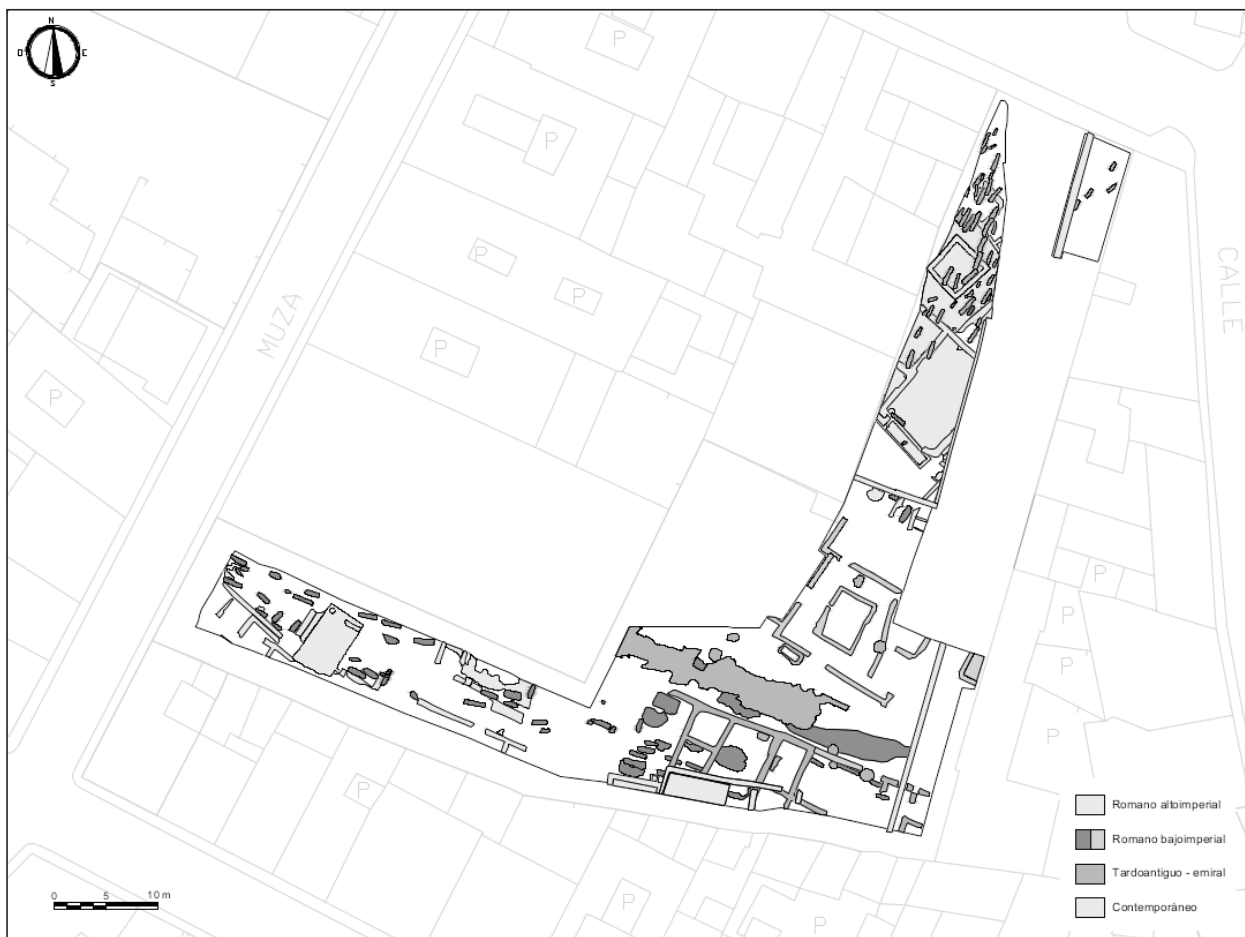 N
O E
S
P
P
P
P
P
MUZA
P
CALLE
P
P
P
P
P
P
P
P
P
Romano altoimperial
Romano bajoimperial
Tardoantiguo - emiral
Contemporáneo
0 5 10 m